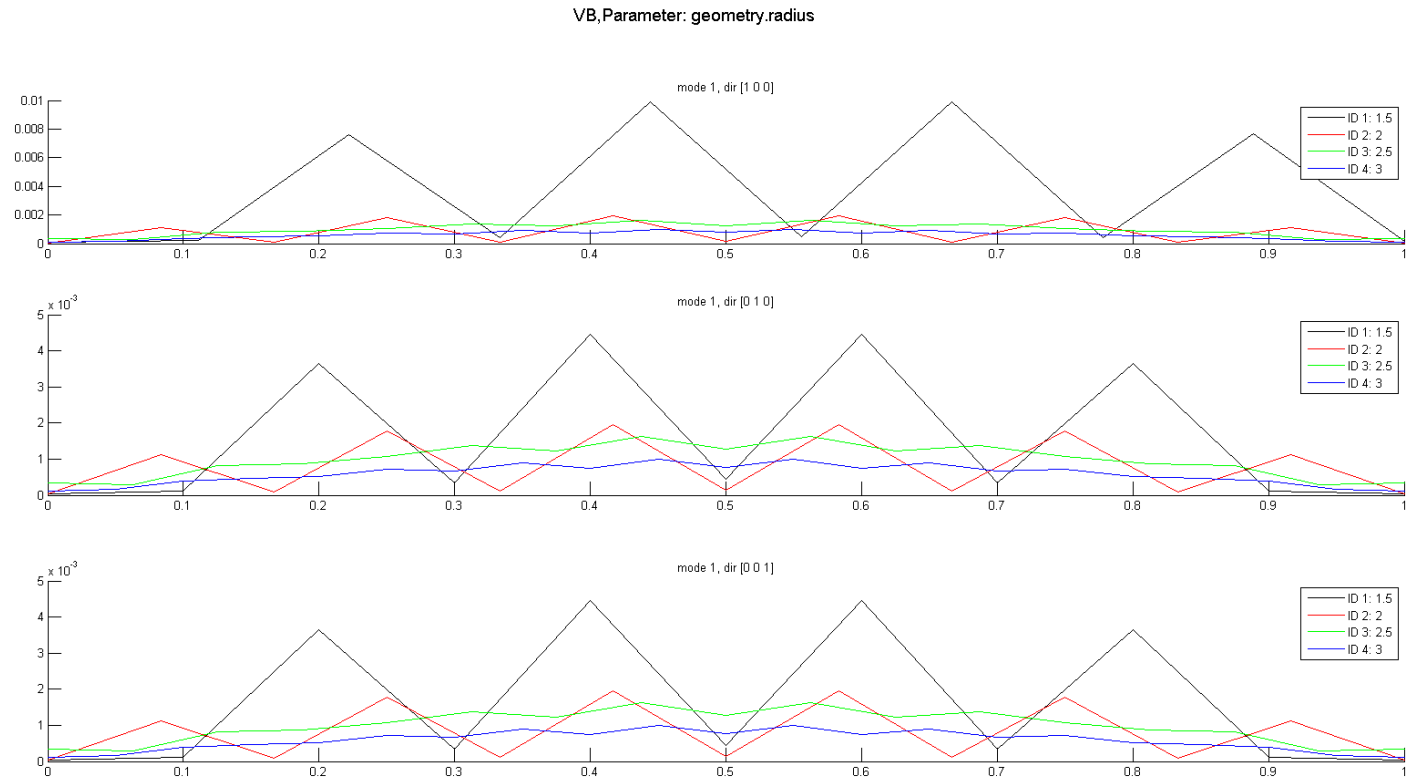 VB,Parameter: geometry.radius
mode 1, dir [1 0 0]
0.01
0.008
0.006
0.004
0.002
0
0 0.1 0.2 0.3 0.4 0.5 0.6 0.7 0.8 0.9 1
ID 1: 1.5
ID 2: 2
ID 3: 2.5
ID 4: 3
mode 1, dir [0 1 0]
x 10-3
5
4
3
2
1
0
0 0.1 0.2 0.3 0.4 0.5 0.6 0.7 0.8 0.9 1
ID 1: 1.5
ID 2: 2
ID 3: 2.5
ID 4: 3
mode 1, dir [0 0 1]
x 10-3
5
4
3
2
1
0
0 0.1 0.2 0.3 0.4 0.5 0.6 0.7 0.8 0.9 1
ID 1: 1.5
ID 2: 2
ID 3: 2.5
ID 4: 3